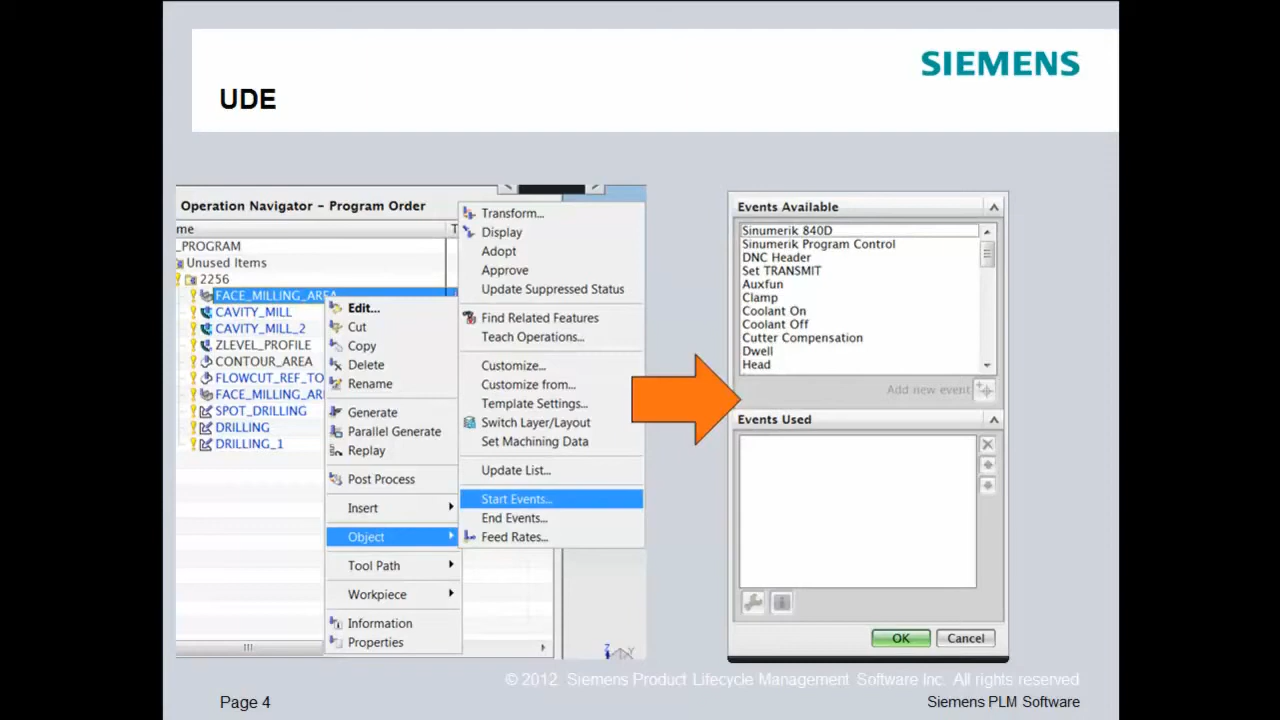 SIEMENS
UDE
Operation Navigator - Program Order
me
T
_PROGRAM
Unused Items
2256
FACE_MILLING_AREA
CAVITY_MILL
CAVITY_MILL_2
ZLEVEL_PROFILE
CONTOUR_AREA
FLOWCUT_REF_TO
FACE_MILLING_AR
SPOT_DRILLING
DRILLING
DRILLING_1
Edit...
Cut
Copy
Delete
Rename
Generate
Parallel Generate
Replay
Post Process
Insert
Object
Tool Path
Workpiece
Information
Properties
Transform...
Display
Adopt
Approve
Update Suppressed Status
Find Related Features
Teach Operations...
Customize...
Customize from...
Template Settings...
Switch Layer/Layout
Set Machining Data
Update List...
Start Events...
End Events...
Feed Rates...
Z
Y
Events Available
Sinumerik 840D
Sinumerik Program Control
DNC Header
Set TRANSMIT
Auxfun
Clamp
Coolant On
Coolant Off
Cutter Compensation
Dwell
Head
Add new event
Events Used
OK
Cancel
© 2012. Siemens Product Lifecycle Management Software Inc. All rights reserved
Page 4
Siemens PLM Software